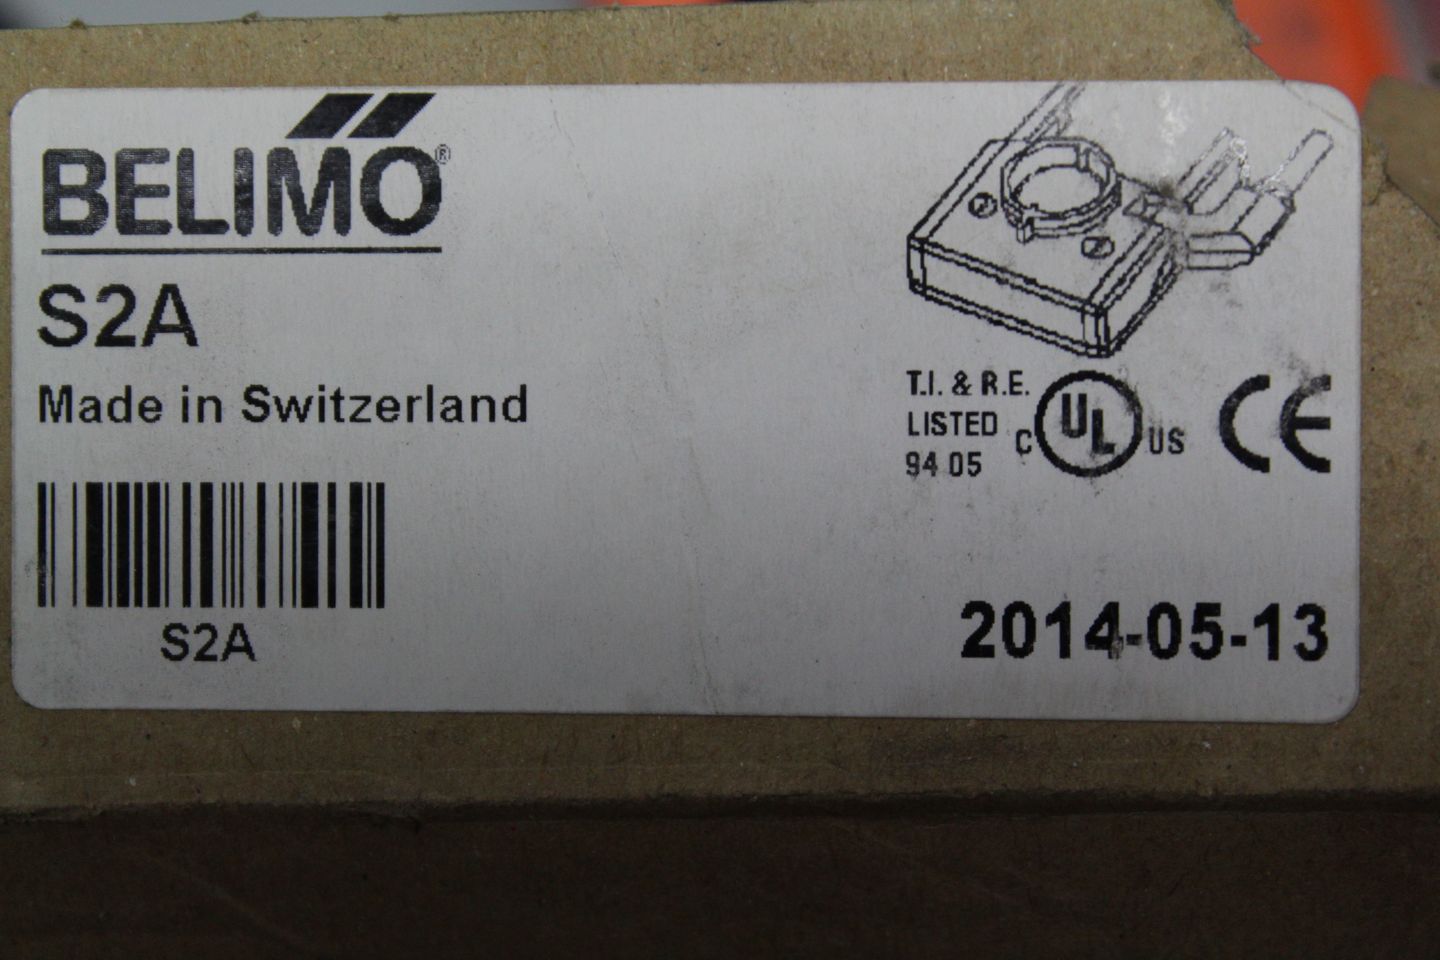 BELIMO®
S2A
Made in Switzerland
S2A
T.I. & R.E.
LISTED
94 05
C UL US
CE
2014-05-13